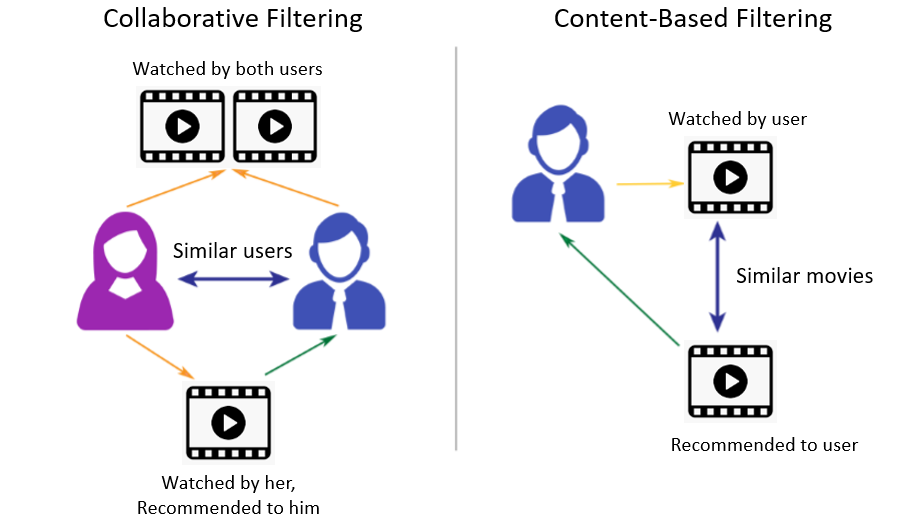 Collaborative Filtering
Watched by both users
Similar users
Watched by her,
Recommended to him
Content-Based Filtering
Watched by user
Similar movies
Recommended to user